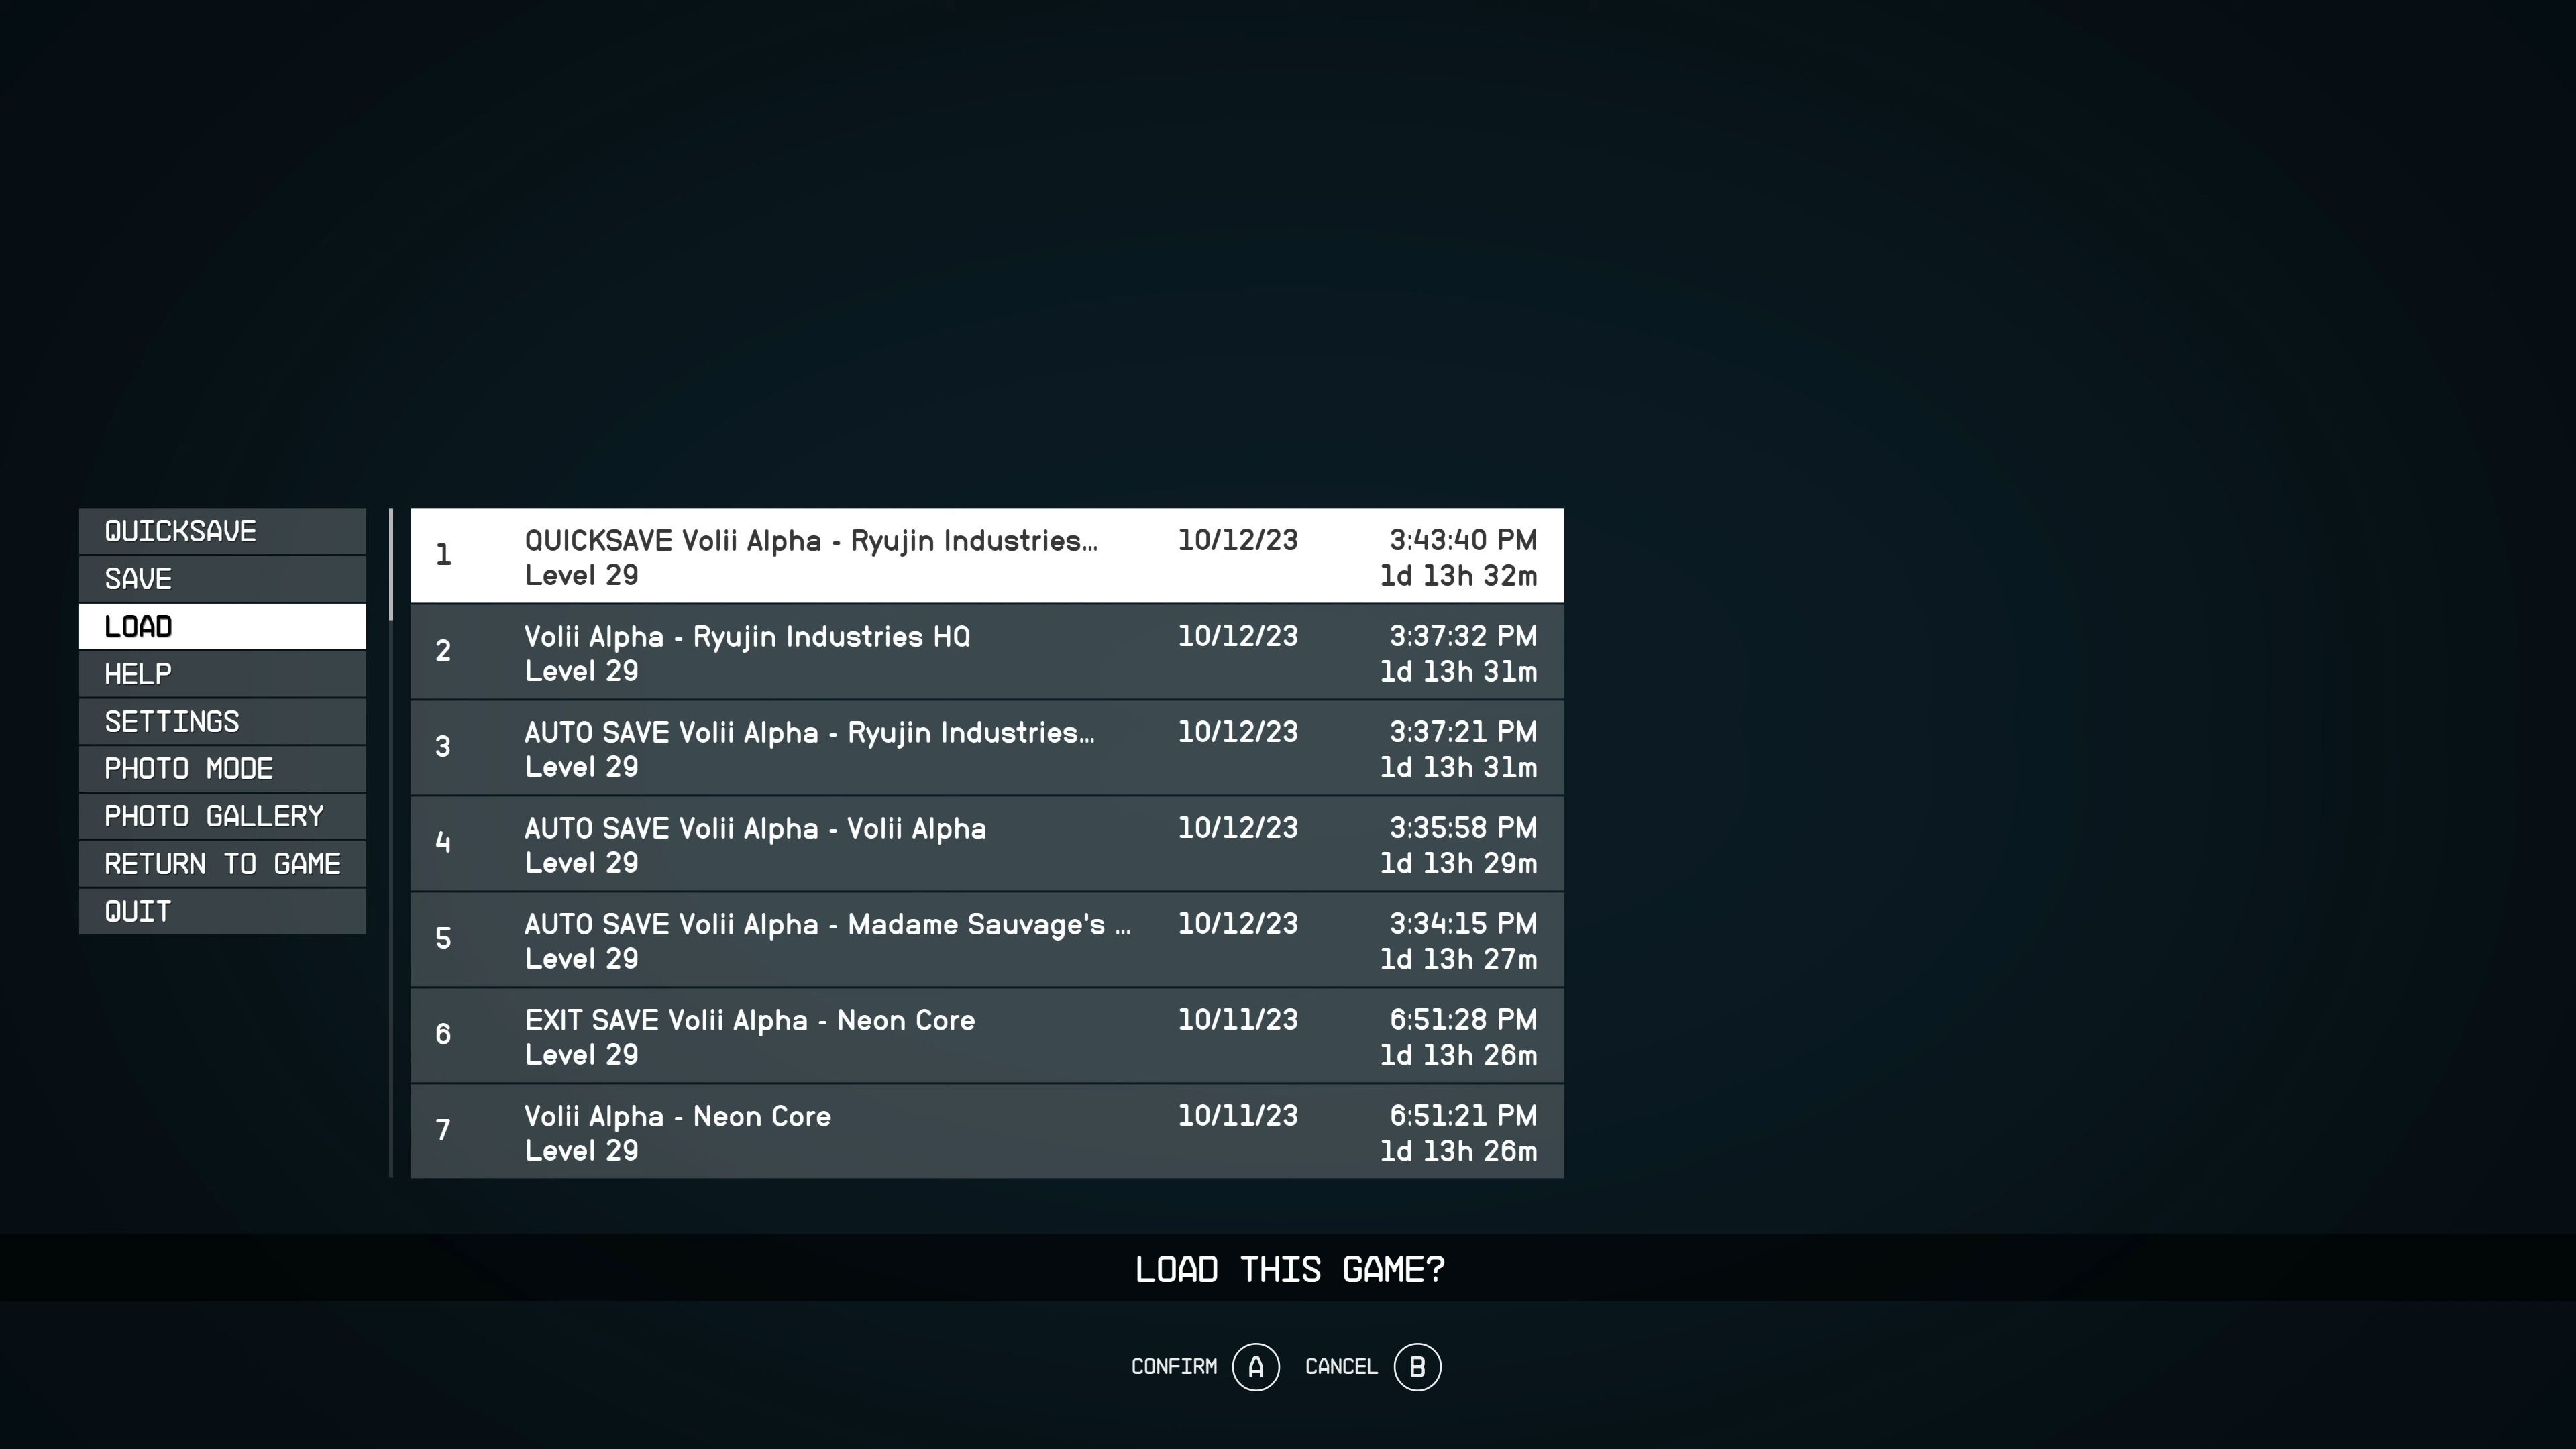 QUICKSAVE
SAVE
LOAD
HELP
SETTINGS
PHOTO MODE
PHOTO GALLERY
RETURN TO GAME
QUIT
1 QUICKSAVE Volii Alpha - Ryujin Industries... 10/12/23 3:43:40 PM
Level 29 1d 13h 32m
2 Volii Alpha - Ryujin Industries HQ 10/12/23 3:37:32 PM
Level 29 1d 13h 31m
3 AUTO SAVE Volii Alpha - Ryujin Industries... 10/12/23 3:37:21 PM
Level 29 1d 13h 31m
4 AUTO SAVE Volii Alpha - Volii Alpha 10/12/23 3:35:58 PM
Level 29 1d 13h 29m
5 AUTO SAVE Volii Alpha - Madame Sauvage's ... 10/12/23 3:34:15 PM
Level 29 1d 13h 27m
6 EXIT SAVE Volii Alpha - Neon Core 10/11/23 6:51:28 PM
Level 29 1d 13h 26m
7 Volii Alpha - Neon Core 10/11/23 6:51:21 PM
Level 29 1d 13h 26m
LOAD THIS GAME?
CONFIRM A CANCEL B